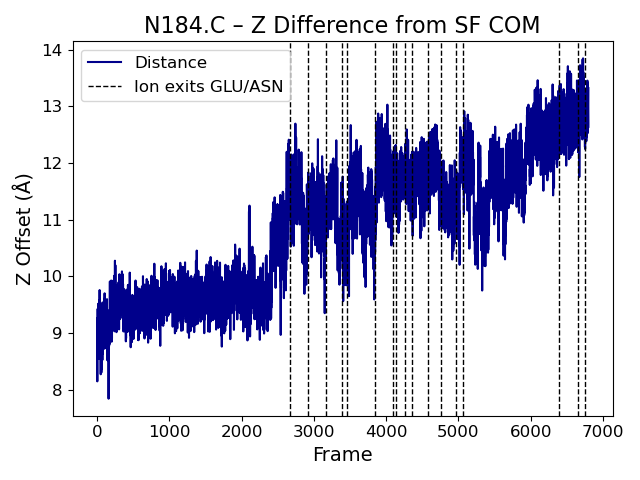 N184.C – Z Difference from SF COM
Distance
Ion exits GLU/ASN
14
13
12
11
10
9
8
Z Offset (Å)
0 1000 2000 3000 4000 5000 6000 7000
Frame